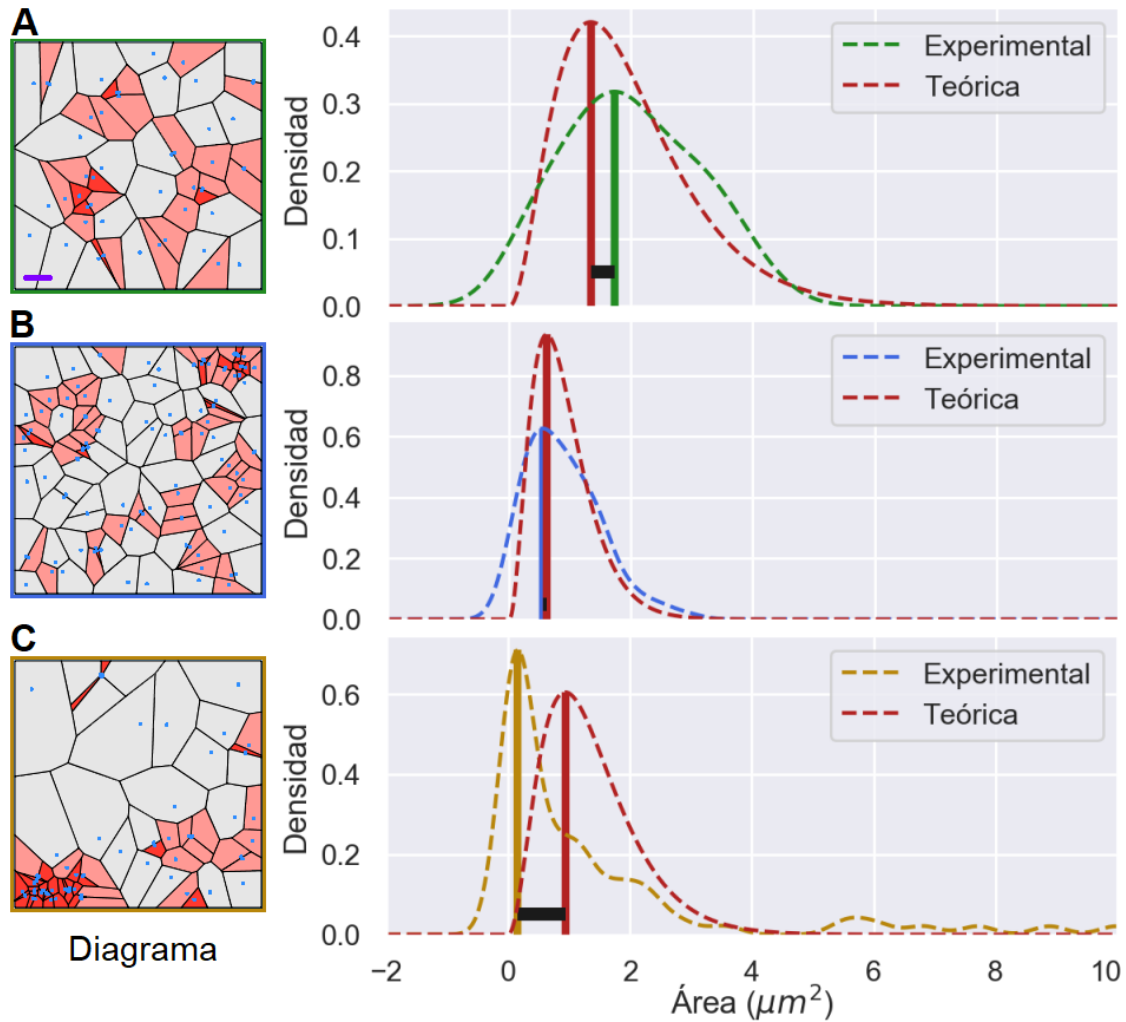 A
0.4
0.3
0.2
0.1
0.0
Densidad
Experimental
Teórica
B
0.8
0.6
0.4
0.2
0.0
Densidad
Experimental
Teórica
C
0.6
0.4
0.2
0.0
Densidad
Experimental
Teórica
Diagrama
−2 0 2 4 6 8 10
Área (μm²)